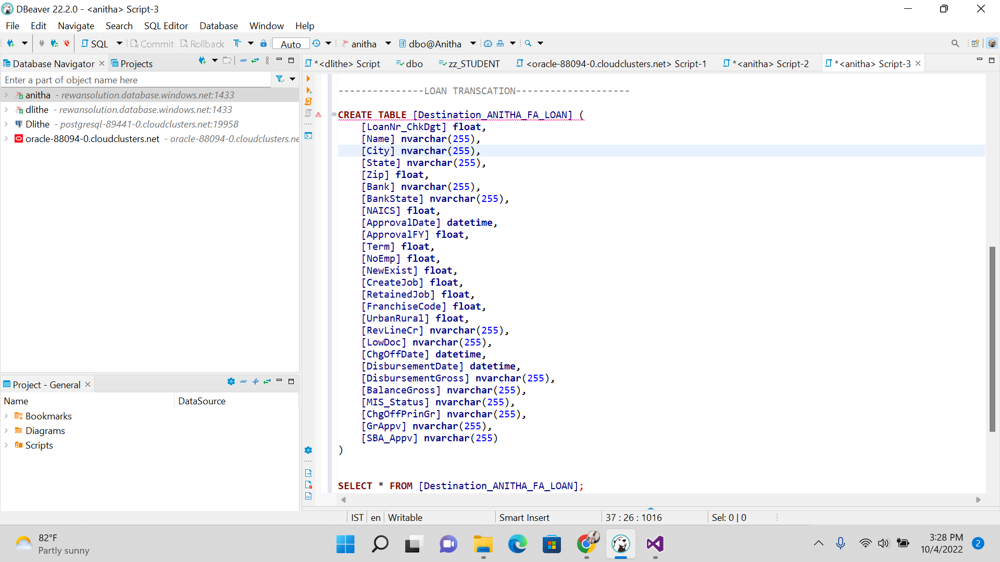 DBeaver 22.2.0 - <anitha> Script-3
File Edit Navigate Search SQL Editor Database Window Help
SQL Commit Rollback Auto anitha dbo@Anitha
Database Navigator Projects
*<dlithe> Script dbo zz_STUDENT <oracle-88094-0.cloudclusters.net> Script-1 *<anitha> Script-2 *<anitha> Script-3
Enter a part of object name here
anitha - rewansolution.database.windows.net:1433
dlithe - rewansolution.database.windows.net:1433
Dlithe - postgresql-89441-0.cloudclusters.net:19958
oracle-88094-0.cloudclusters.net - oracle-88094-0.cloudclusters.ne
Project - General
Name DataSource
Bookmarks
Diagrams
Scripts
---------------LOAN TRANSCATION--------------------
CREATE TABLE [Destination_ANITHA_FA_LOAN] (
[LoanNr_ChkDgt] float,
[Name] nvarchar(255),
[City] nvarchar(255),
[State] nvarchar(255),
[Zip] float,
[Bank] nvarchar(255),
[BankState] nvarchar(255),
[NAICS] float,
[ApprovalDate] datetime,
[ApprovalFY] float,
[Term] float,
[NoEmp] float,
[NewExist] float,
[CreateJob] float,
[RetainedJob] float,
[FranchiseCode] float,
[UrbanRural] float,
[RevLineCr] nvarchar(255),
[LowDoc] nvarchar(255),
[ChgOffDate] datetime,
[DisbursementDate] datetime,
[DisbursementGross] nvarchar(255),
[BalanceGross] nvarchar(255),
[MIS_Status] nvarchar(255),
[ChgOffPrinGr] nvarchar(255),
[GrAppv] nvarchar(255),
[SBA_Appv] nvarchar(255)
)
SELECT * FROM [Destination_ANITHA_FA_LOAN];
IST en Writable Smart Insert 37 : 26 : 1016 Sel: 0 | 0
82°F
Partly sunny
3:28 PM
10/4/2022
2